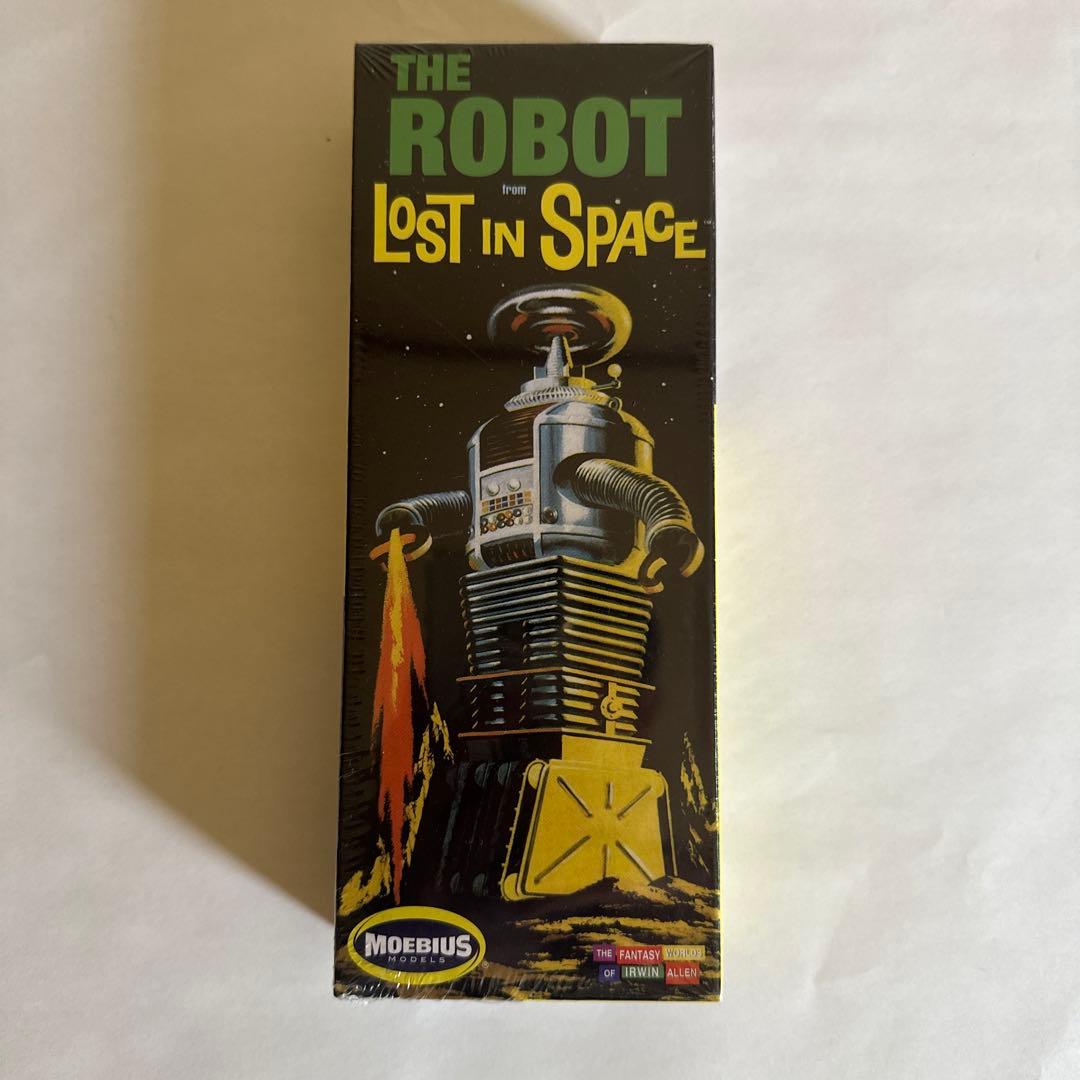 THE
ROBOT
from
LOST IN SPACE
MOEBIUS
MODELS
®
THE FANTASY WORLDS
OF IRWIN ALLEN